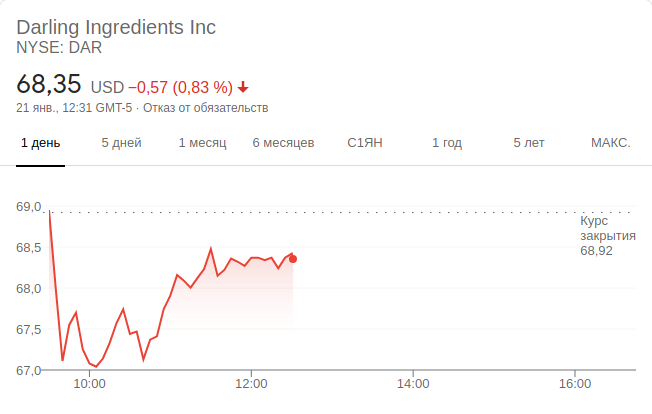 Darling Ingredients Inc
NYSE: DAR
68,35 USD −0,57 (0,83 %)
21 янв., 12:31 GMT-5 · Отказ от обязательств
1 день 5 дней 1 месяц 6 месяцев С1ЯН 1 год 5 лет МАКС.
69,0
Курс
закрытия
68,92
68,5
68,0
67,5
67,0
10:00 12:00 14:00 16:00